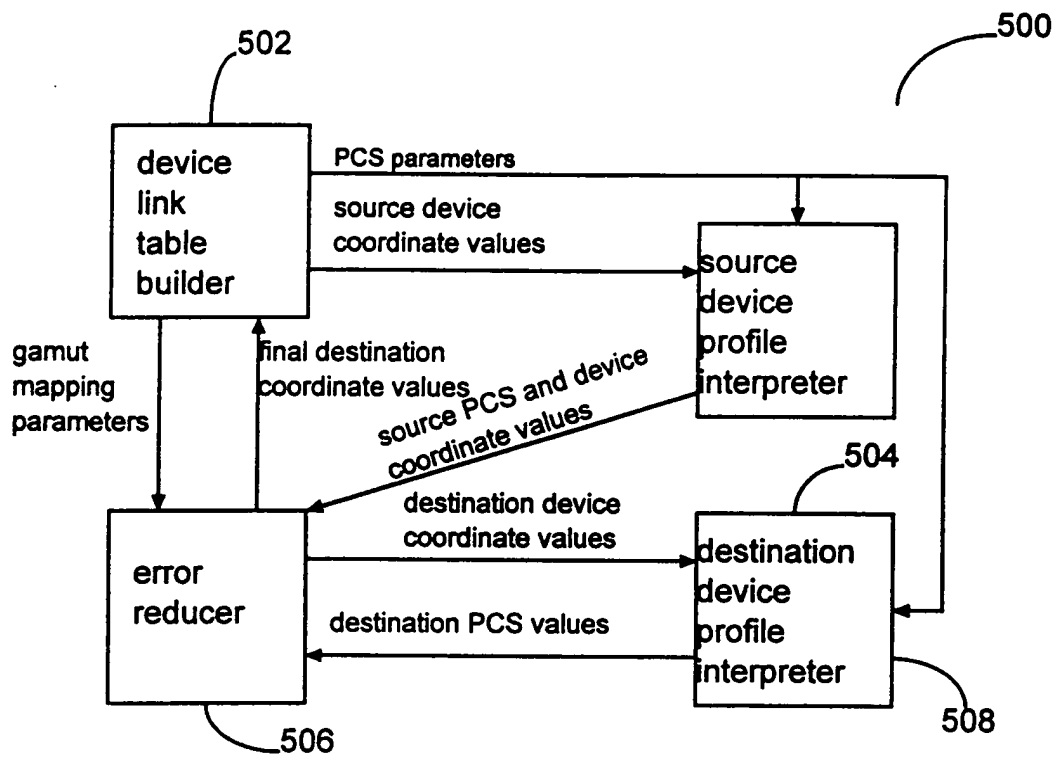 500
502
device
link
table
builder
PCS parameters
source device
coordinate values
source
device
profile
interpreter
gamut
mapping
parameters
final destination
coordinate values
source PCS and device
coordinate values
504
destination device
coordinate values
error
reducer
destination PCS values
destination
device
profile
interpreter
506
508